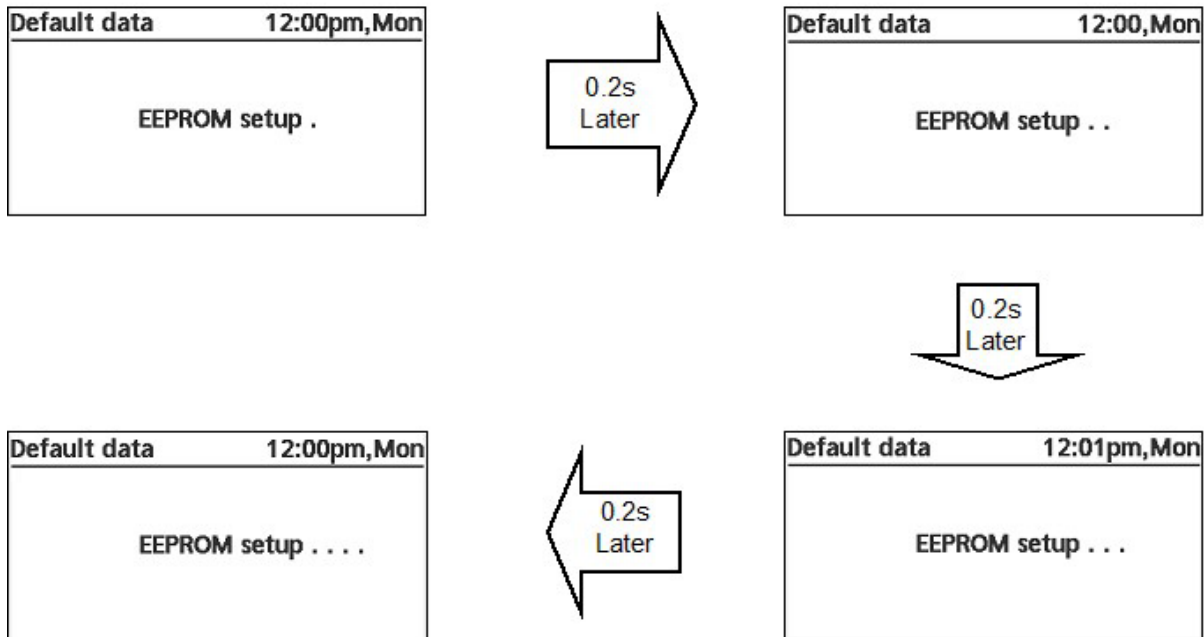 Default data 12:00pm,Mon
EEPROM setup .
0.2s
Later
Default data 12:00,Mon
EEPROM setup . .
0.2s
Later
Default data 12:01pm,Mon
EEPROM setup . . .
0.2s
Later
Default data 12:00pm,Mon
EEPROM setup . . . .